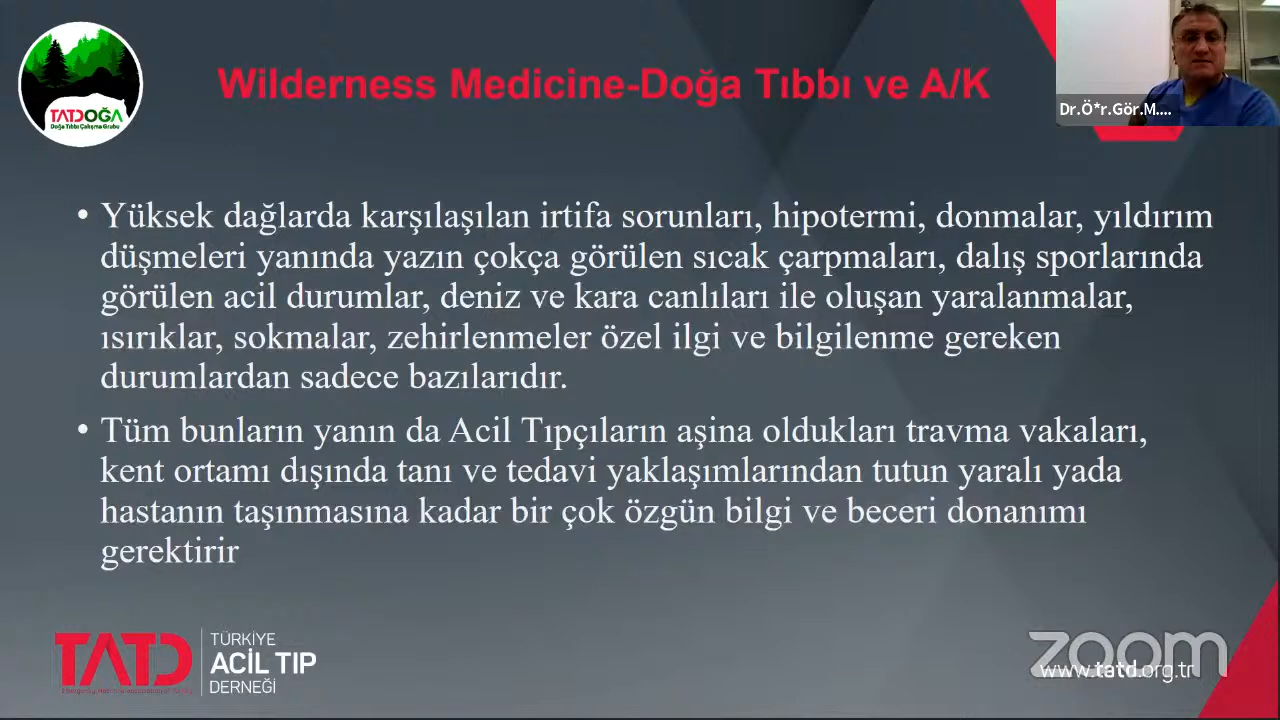 TATDOĞA
Doğa Tıbbı Çalışma Grubu
Wilderness Medicine-Doğa Tıbbı ve A/K
Dr.Ö*r.Gör.M....
• Yüksek dağlarda karşılaşılan irtifa sorunları, hipotermi, donmalar, yıldırım
düşmeleri yanında yazın çokça görülen sıcak çarpmaları, dalış sporlarında
görülen acil durumlar, deniz ve kara canlıları ile oluşan yaralanmalar,
ısırıklar, sokmalar, zehirlenmeler özel ilgi ve bilgilenme gereken
durumlardan sadece bazılarıdır.
• Tüm bunların yanın da Acil Tıpçıların aşina oldukları travma vakaları,
kent ortamı dışında tanı ve tedavi yaklaşımlarından tutun yaralı yada
hastanın taşınmasına kadar bir çok özgün bilgi ve beceri donanımı
gerektirir
TATD
TÜRKİYE
ACİL TIP
DERNEĞİ
zoom
www.tatd.org.tr